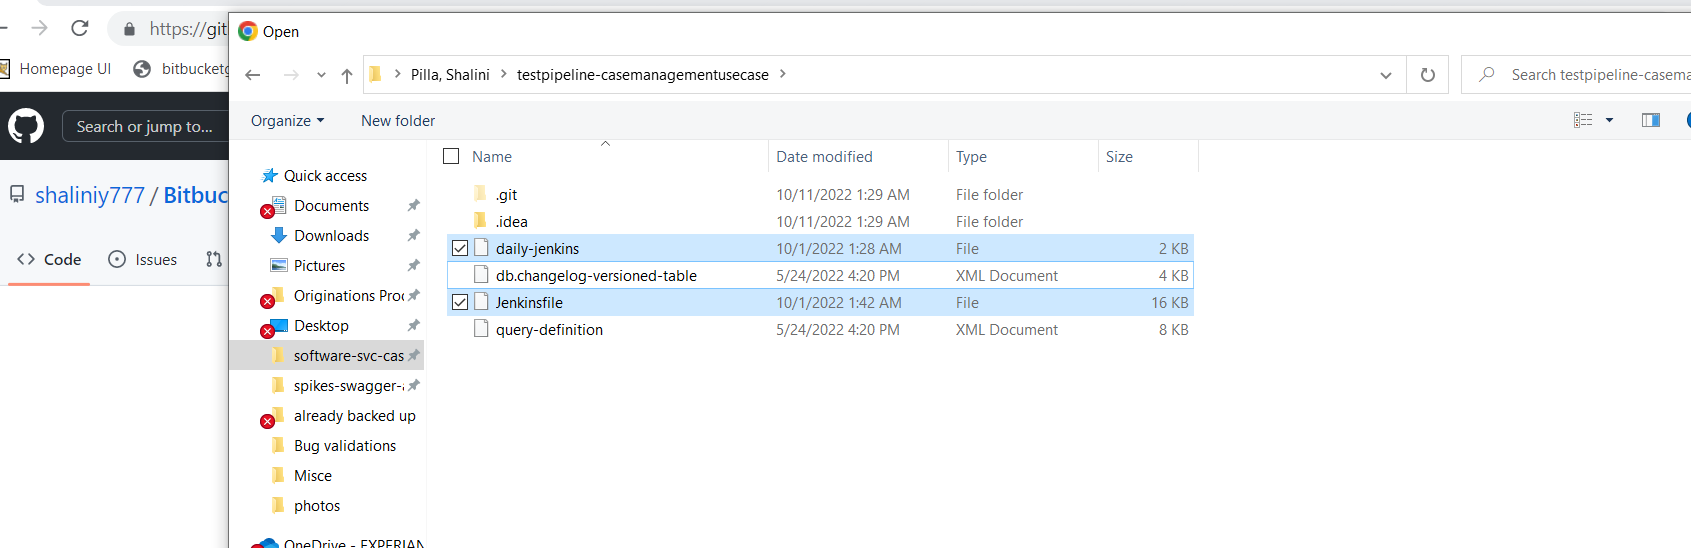 Open
https://git
Homepage UI
bitbucketg
Pilla, Shalini > testpipeline-casemanagementusecase >
Search testpipeline-casema
Organize
New folder
Search or jump to...
Name Date modified Type Size
Quick access
shaliniy777 / Bitbuc
.git 10/11/2022 1:29 AM File folder
Documents
.idea 10/11/2022 1:29 AM File folder
Downloads
daily-jenkins 10/1/2022 1:28 AM File 2 KB
Code
Issues
Pictures
db.changelog-versioned-table 5/24/2022 4:20 PM XML Document 4 KB
Originations Proc
Jenkinsfile 10/1/2022 1:42 AM File 16 KB
Desktop
query-definition 5/24/2022 4:20 PM XML Document 8 KB
software-svc-cas
spikes-swagger-
already backed up
Bug validations
Misce
photos
OneDrive - EXPERIAN